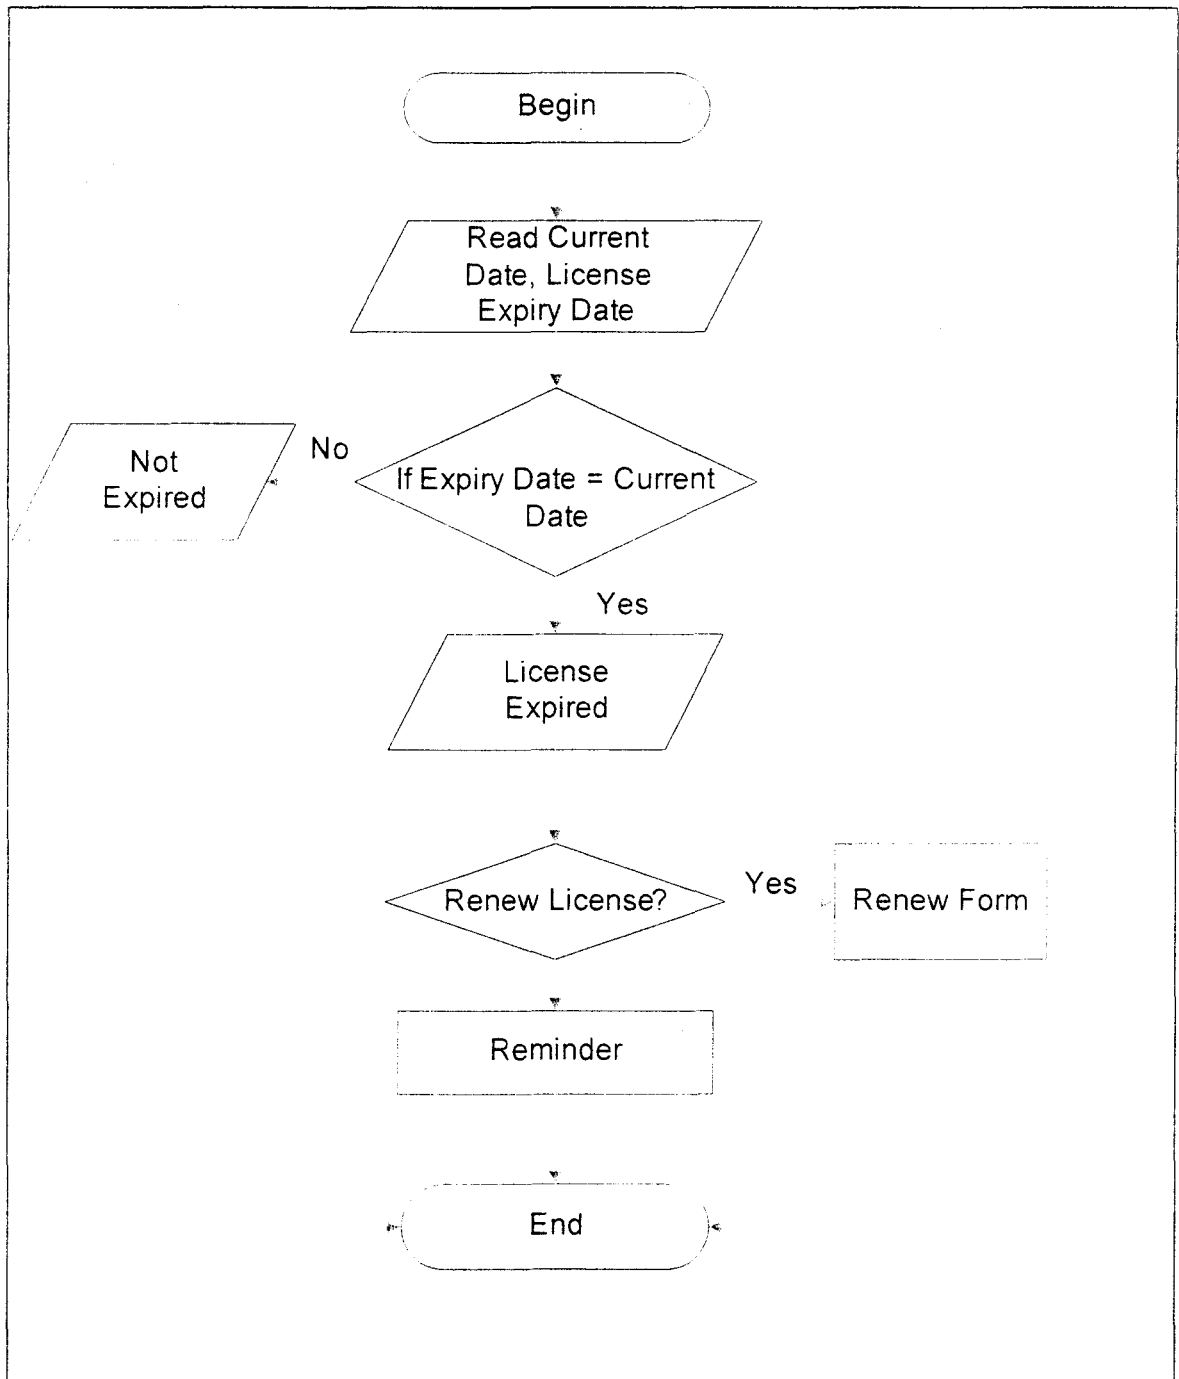 Begin
Read Current
Date, License
Expiry Date
No
Not
Expired
If Expiry Date = Current
Date
Yes
License
Expired
Renew License?
Yes
Renew Form
Reminder
End